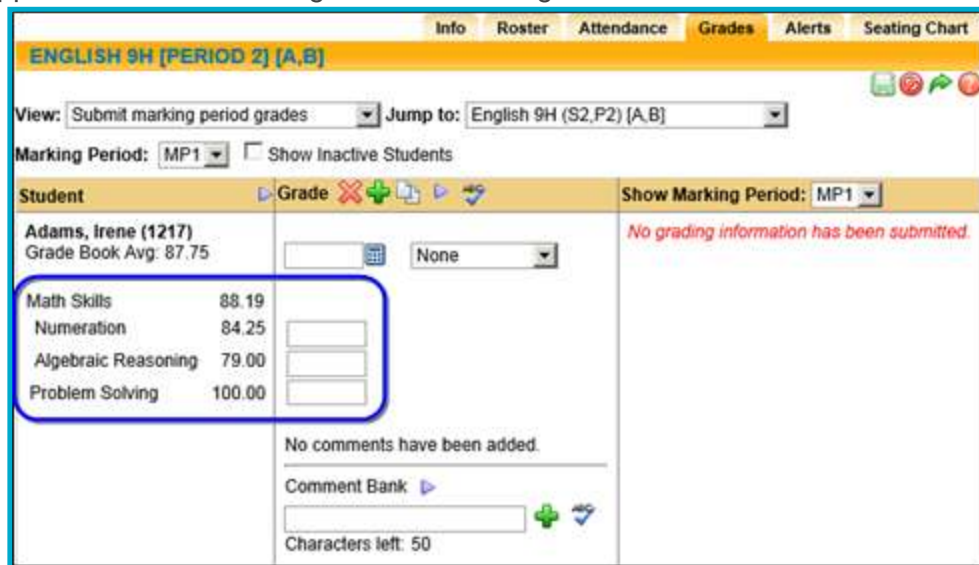 Info Roster Attendance Grades Alerts Seating Chart
ENGLISH 9H [PERIOD 2] [A,B]
View: Submit marking period grades Jump to: English 9H (S2,P2) [A,B]
Marking Period: MP1 Show Inactive Students
Student Grade Show Marking Period: MP1
Adams, Irene (1217)
Grade Book Avg: 87.75
None
No grading information has been submitted.
Math Skills 88.19
Numeration 84.25
Algebraic Reasoning 79.00
Problem Solving 100.00
No comments have been added.
Comment Bank
Characters left: 50